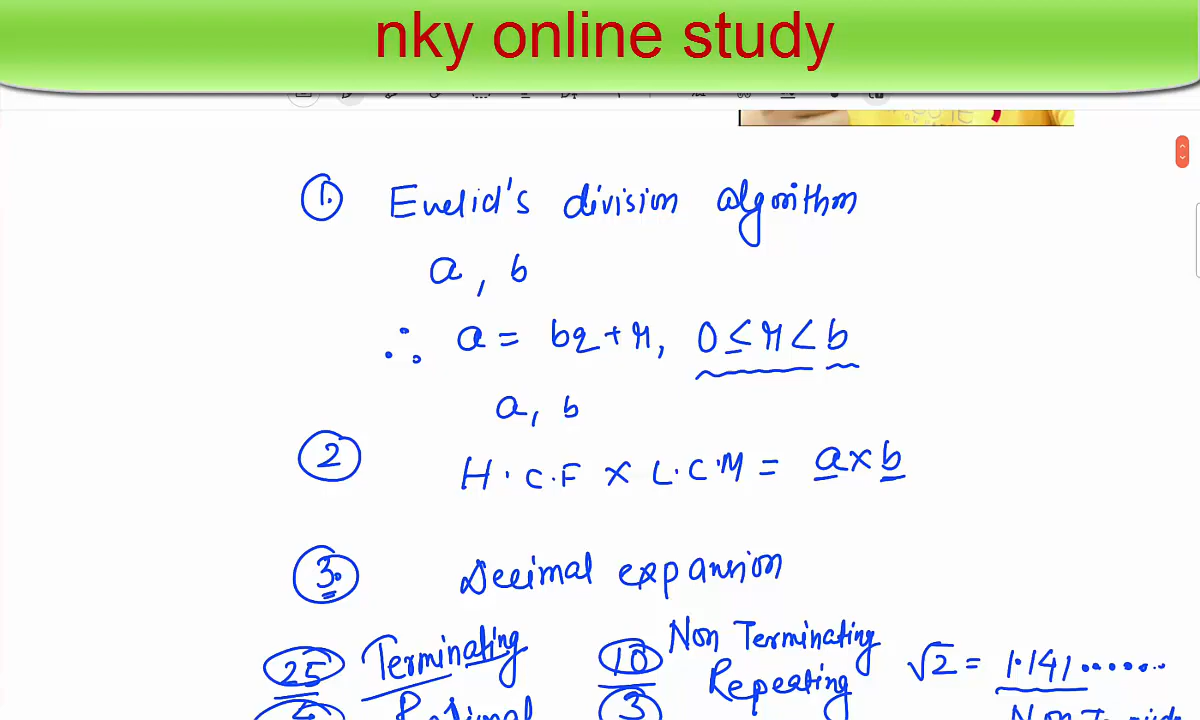 nky online study
1. Euclid's division algorithm
a, b
∴ a = bq + r, 0 ≤ r < b
a, b
2 H.C.F × L.C.M = a × b
3. Decimal expansion
25 Terminating 10 Non Terminating
Repeating √2 = 1.141......
3